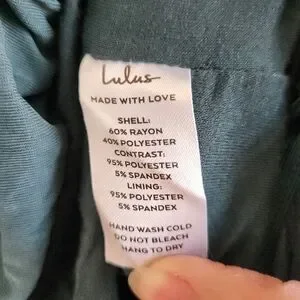 Lulus
MADE WITH LOVE
SHELL:
60% RAYON
40% POLYESTER
CONTRAST:
95% POLYESTER
5% SPANDEX
LINING:
95% POLYESTER
5% SPANDEX
HAND WASH COLD
DO NOT BLEACH
HANG TO DRY